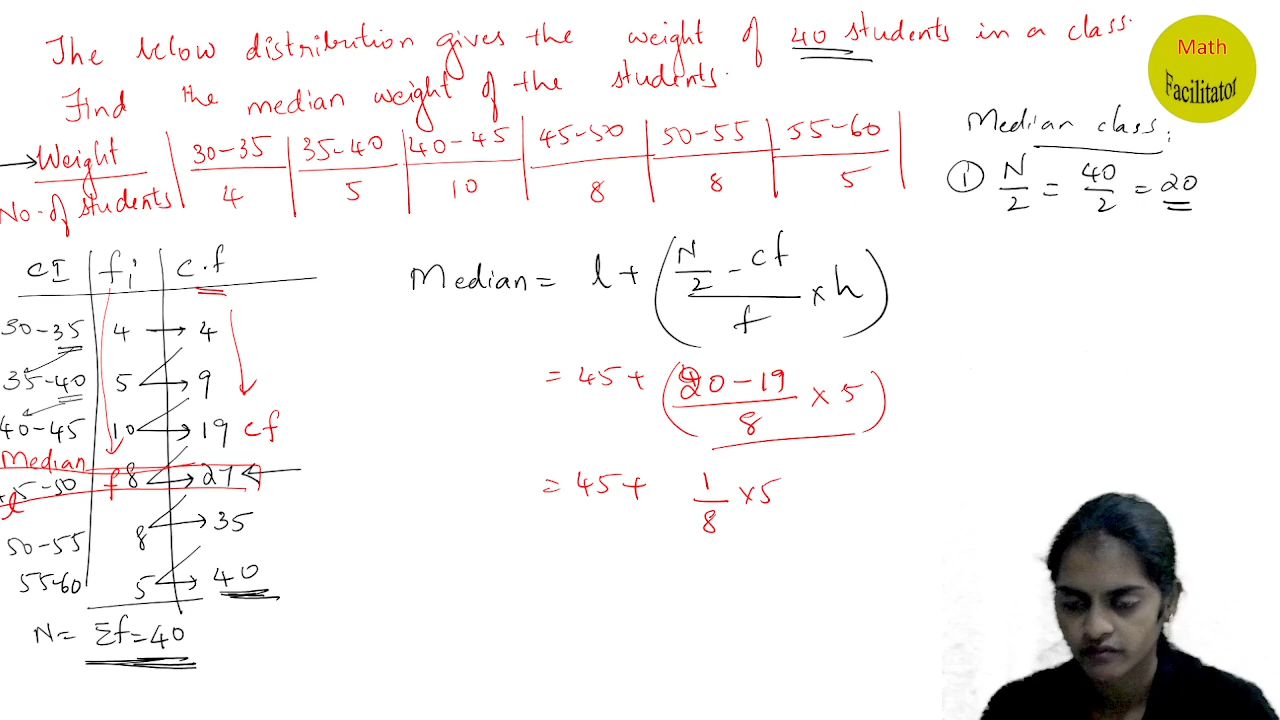 The below distribution gives the weight of 40 students in a class.
Find the median weight of the students.
Math
Facilitator
Weight 30-35 35-40 40-45 45-50 50-55 55-60
No. of students 4 5 10 8 8 5
Median class:
① N/2 = 40/2 = 20
CI fi c.f
30-35 4 → 4
35-40 5 → 9
40-45 10 → 19 cf
Median
45-50 f 8 → 27
l
50-55 8 → 35
55-60 5 → 40
N = Σf = 40
Median = l + (N/2 - cf / f × h)
= 45 + (20 - 19 / 8 × 5)
= 45 + 1/8 × 5